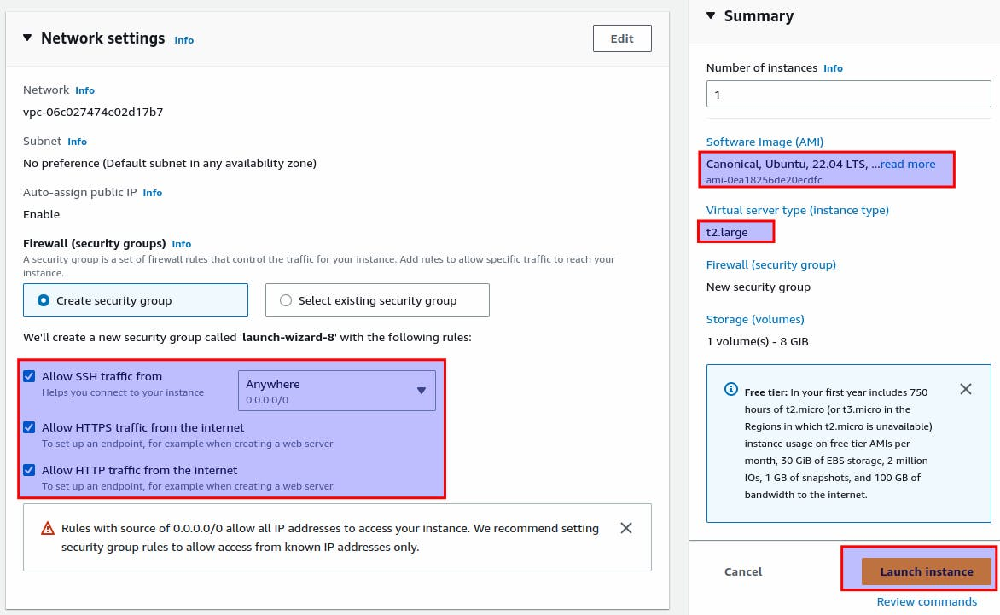 Network settings Info
Edit
Network Info
vpc-06c027474e02d17b7
Subnet Info
No preference (Default subnet in any availability zone)
Auto-assign public IP Info
Enable
Firewall (security groups) Info
A security group is a set of firewall rules that control the traffic for your instance. Add rules to allow specific traffic to reach your
instance.
Create security group
Select existing security group
We'll create a new security group called 'launch-wizard-8' with the following rules:
Allow SSH traffic from
Helps you connect to your instance
Anywhere
0.0.0.0/0
Allow HTTPS traffic from the internet
To set up an endpoint, for example when creating a web server
Allow HTTP traffic from the internet
To set up an endpoint, for example when creating a web server
Rules with source of 0.0.0.0/0 allow all IP addresses to access your instance. We recommend setting
security group rules to allow access from known IP addresses only.
Summary
Number of instances Info
1
Software Image (AMI)
Canonical, Ubuntu, 22.04 LTS, ...read more
ami-0ea18256de20ecdfc
Virtual server type (instance type)
t2.large
Firewall (security group)
New security group
Storage (volumes)
1 volume(s) - 8 GiB
Free tier: In your first year includes 750
hours of t2.micro (or t3.micro in the
Regions in which t2.micro is unavailable)
instance usage on free tier AMIs per
month, 30 GiB of EBS storage, 2 million
IOs, 1 GB of snapshots, and 100 GB of
bandwidth to the internet.
Cancel
Launch instance
Review commands